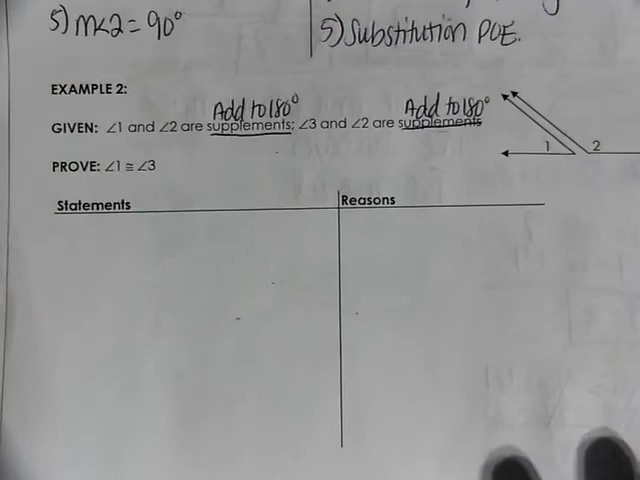 5) m<2 = 90°
5) Substitution POE.
EXAMPLE 2:
Add to 180° Add to 180°
GIVEN: ∠1 and ∠2 are supplements; ∠3 and ∠2 are supplements
1 2
PROVE: ∠1 ≅ ∠3
Statements Reasons